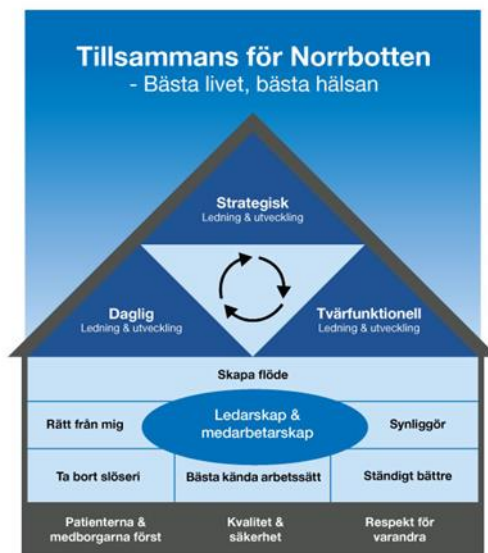 Tillsammans för Norrbotten
- Bästa livet, bästa hälsan
Strategisk
Ledning & utveckling
Daglig
Ledning & utveckling
Tvärfunktionell
Ledning & utveckling
Skapa flöde
Rätt från mig
Ledarskap &
medarbetarskap
Synliggör
Ta bort slöseri
Bästa kända arbetssätt
Ständigt bättre
Patienterna &
medborgarna först
Kvalitet &
säkerhet
Respekt för
varandra